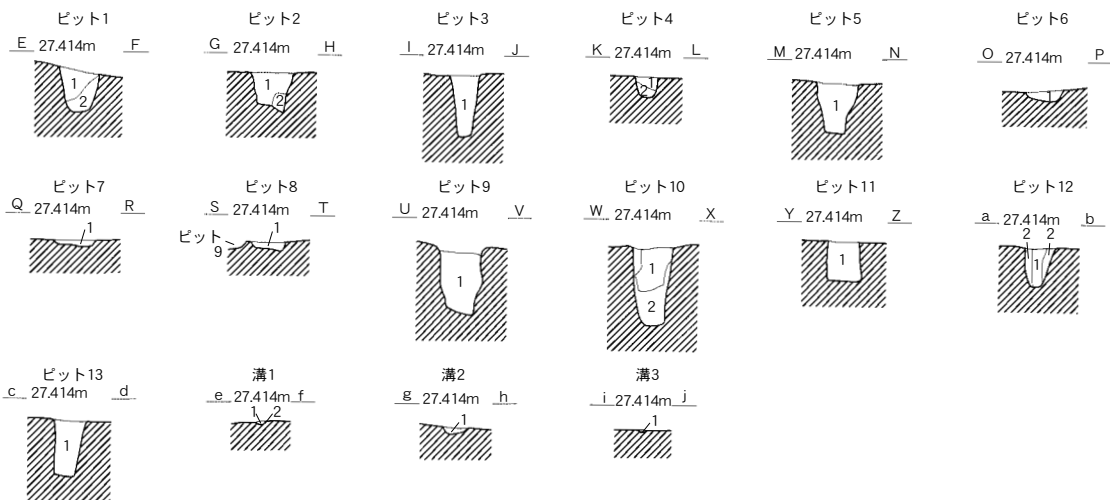 ピット1 ピット2 ピット3 ピット4 ピット5 ピット6
E 27.414m F G 27.414m H I 27.414m J K 27.414m L M 27.414m N O 27.414m P
1 2 1 2 1 1 2 1 1
ピット7 ピット8 ピット9 ピット10 ピット11 ピット12
Q 27.414m R S 27.414m T U 27.414m V W 27.414m X Y 27.414m Z a 27.414m b
1 ピット9 1 1 1 2 1 2 1 2
ピット13 溝1 溝2 溝3
c 27.414m d e 27.414m f g 27.414m h i 27.414m j
1 1 2 1 1